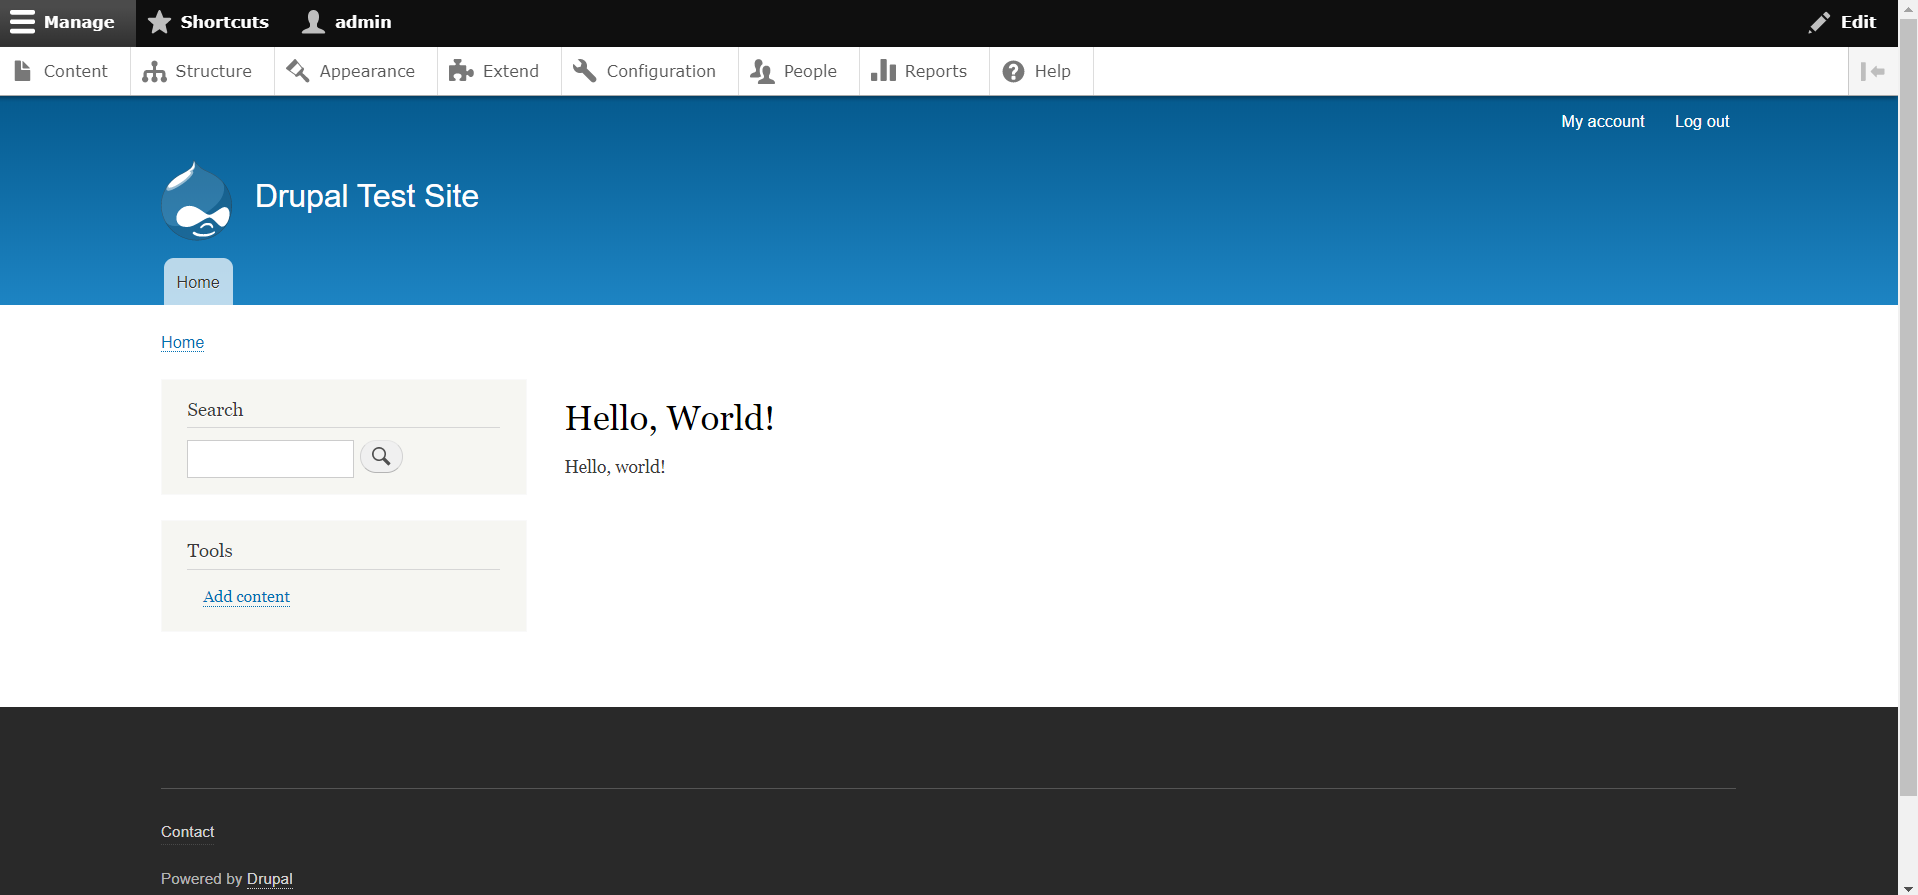 Manage Shortcuts admin Edit
Content Structure Appearance Extend Configuration People Reports Help
My account Log out
Drupal Test Site
Home
Home
Search
Hello, World!
Hello, world!
Tools
Add content
Contact
Powered by Drupal